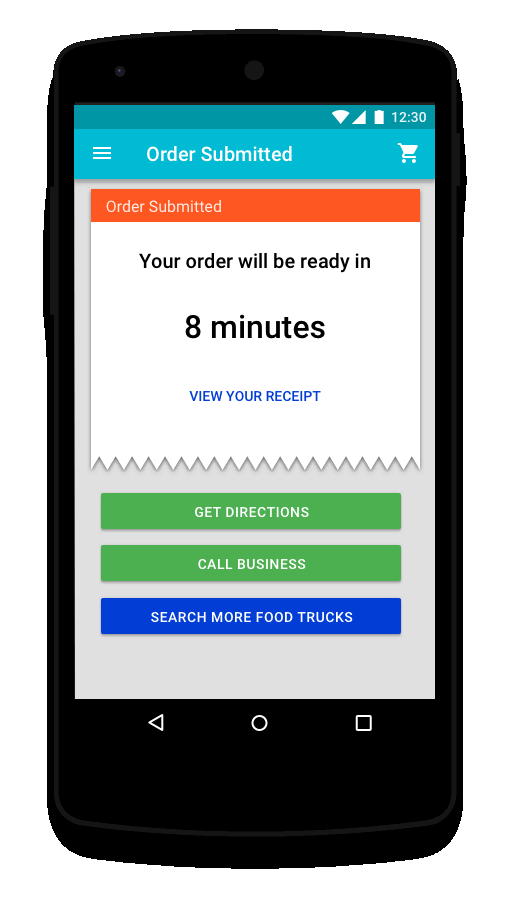 12:30
Order Submitted
Order Submitted
Your order will be ready in
8 minutes
VIEW YOUR RECEIPT
GET DIRECTIONS
CALL BUSINESS
SEARCH MORE FOOD TRUCKS